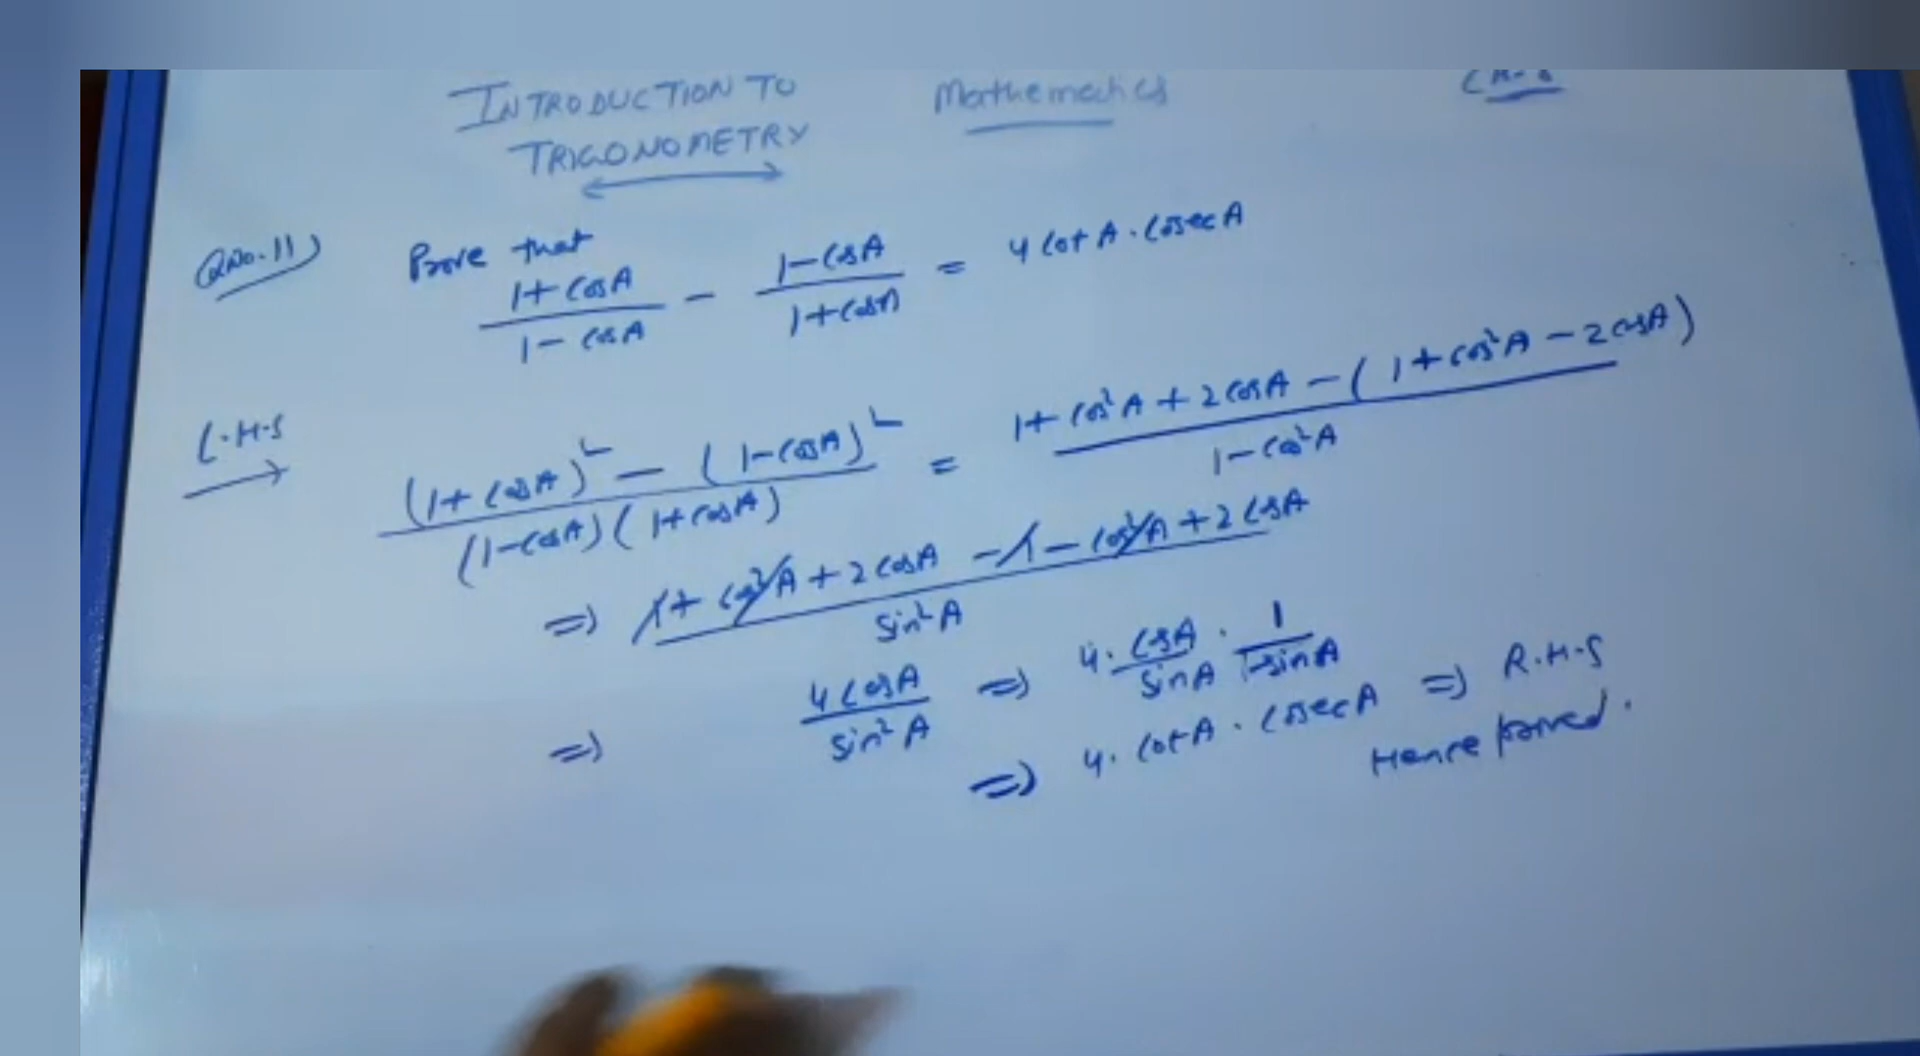 INTRODUCTION TO
TRIGONOMETRY
Mathematics
QNo.11) Prove that
1+cosA / 1-cosA - 1-cosA / 1+cosA = 4 cotA.cosecA
L.H.S
(1+cosA)² - (1-cosA)² / (1-cosA)(1+cosA) = 1+cos²A+2cosA-(1+cos²A-2cosA) / 1-cos²A
=> 1+cos²A+2cosA-1-cos²A+2cosA / sin²A
=> 4cosA / sin²A => 4.cosA / sinA . 1 / sinA
=> 4.cotA.cosecA => R.H.S
Hence proved.